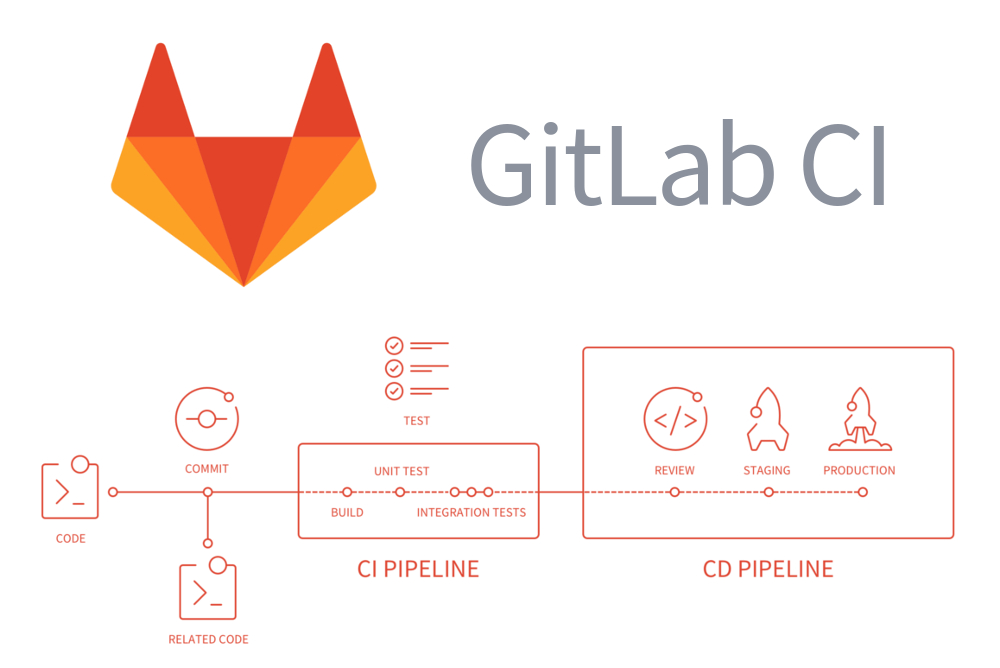 GitLab CI
TEST
COMMIT
UNIT TEST
REVIEW
STAGING
PRODUCTION
BUILD
INTEGRATION TESTS
CODE
CI PIPELINE
CD PIPELINE
RELATED CODE